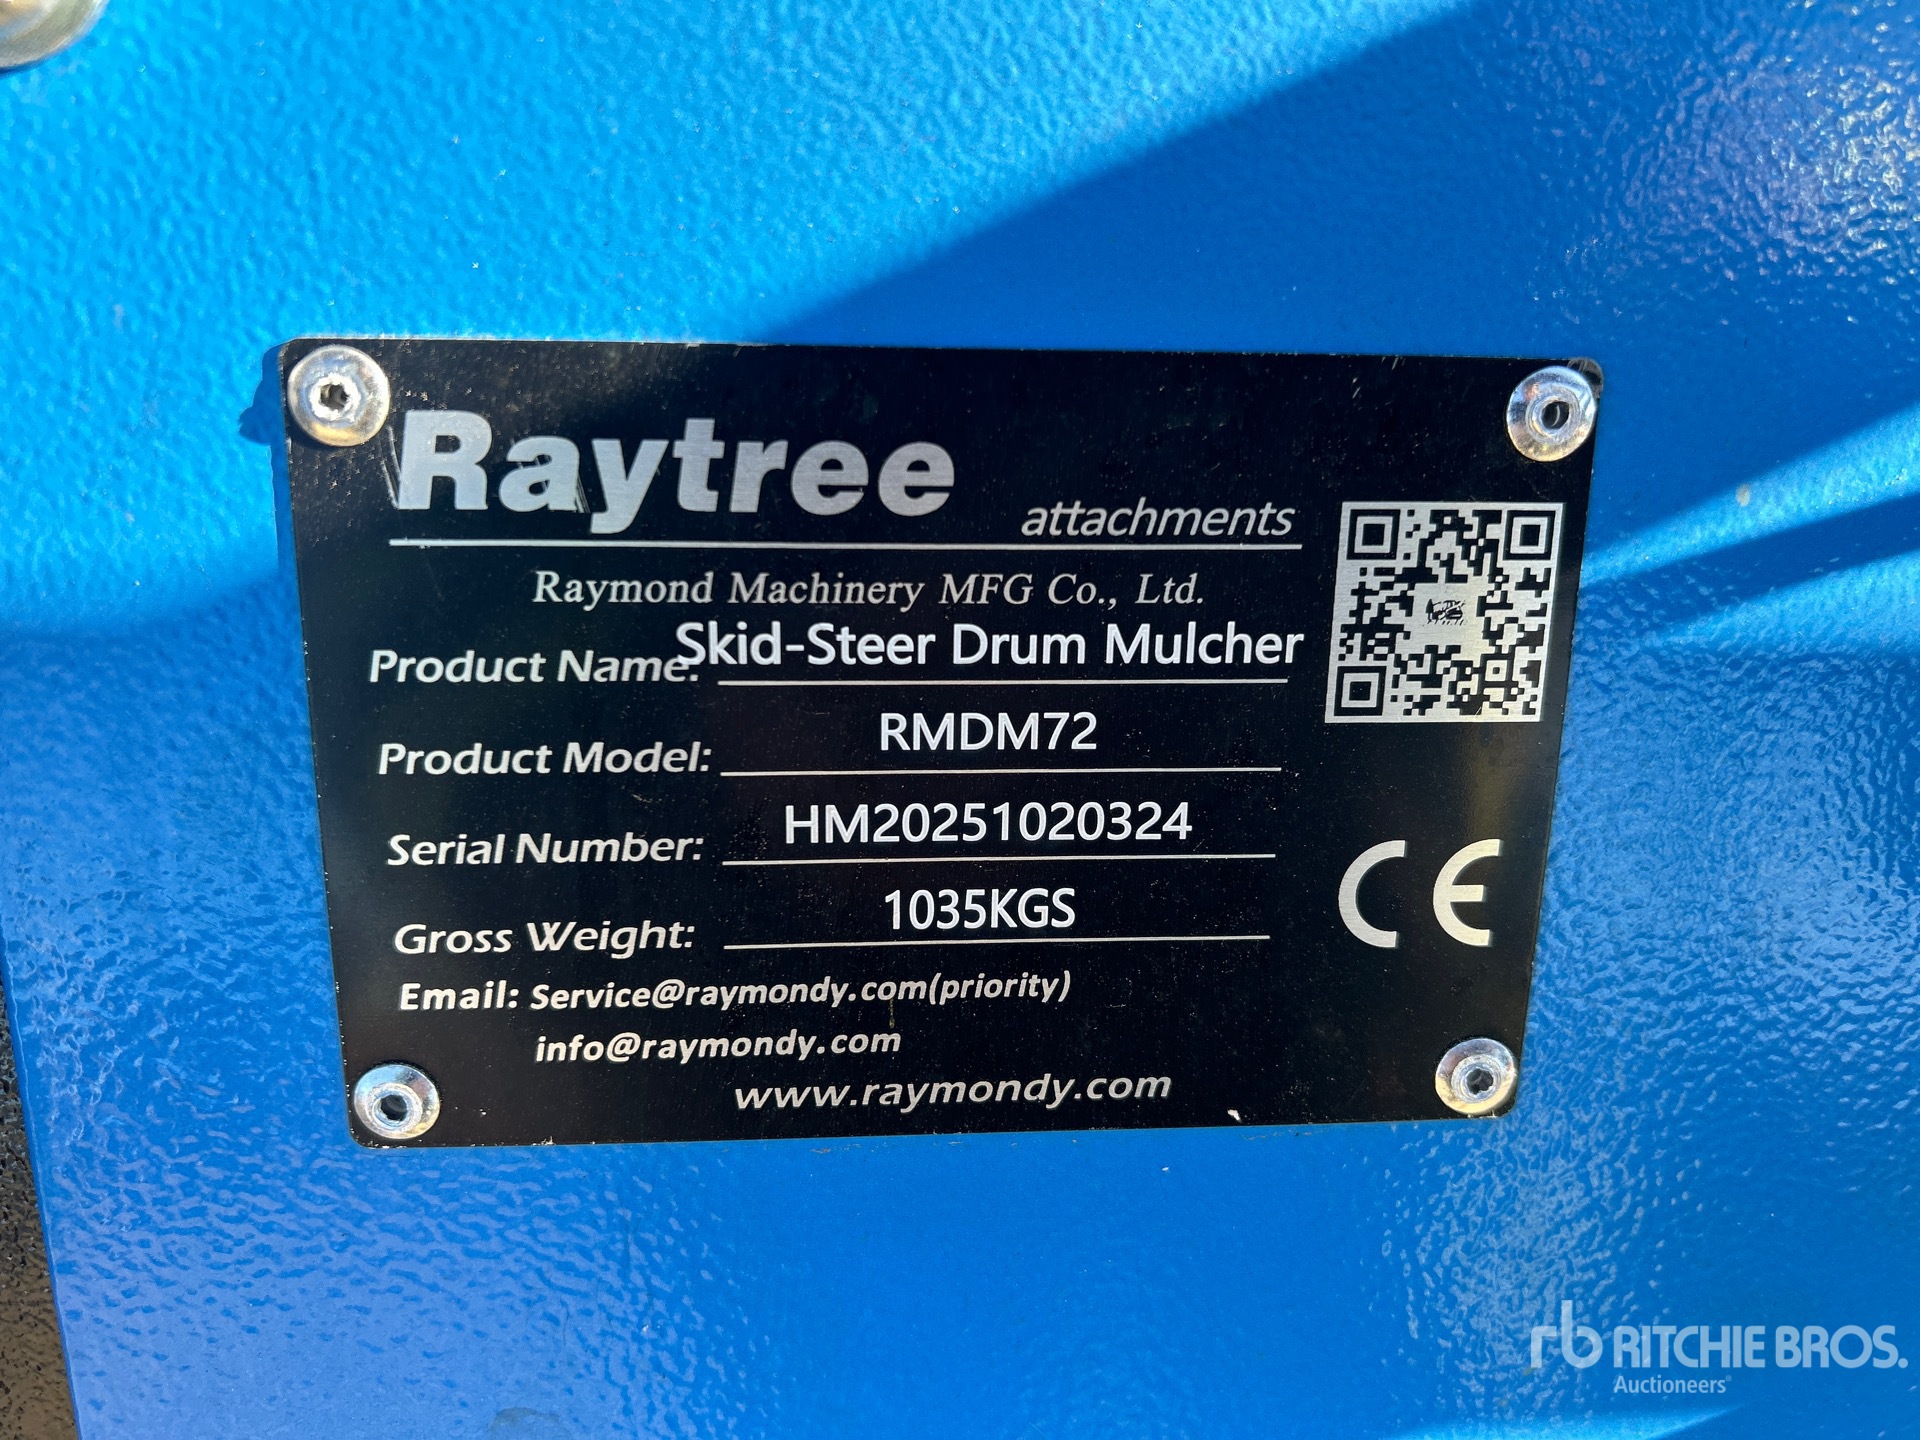 Raytree
attachments
Raymond Machinery MFG Co., Ltd.
Product Name: Skid-Steer Drum Mulcher
Product Model: RMDM72
Serial Number: HM20251020324
Gross Weight: 1035KGS
Email: Service@raymondy.com(priority)
info@raymondy.com
www.raymondy.com
CE
rb RITCHIE BROS.
Auctioneers